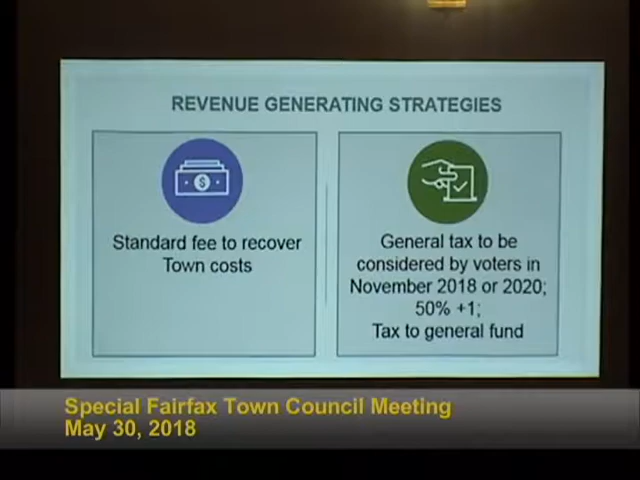 REVENUE GENERATING STRATEGIES
$
Standard fee to recover
Town costs
General tax to be
considered by voters in
November 2018 or 2020;
50% +1;
Tax to general fund
Special Fairfax Town Council Meeting
May 30, 2018